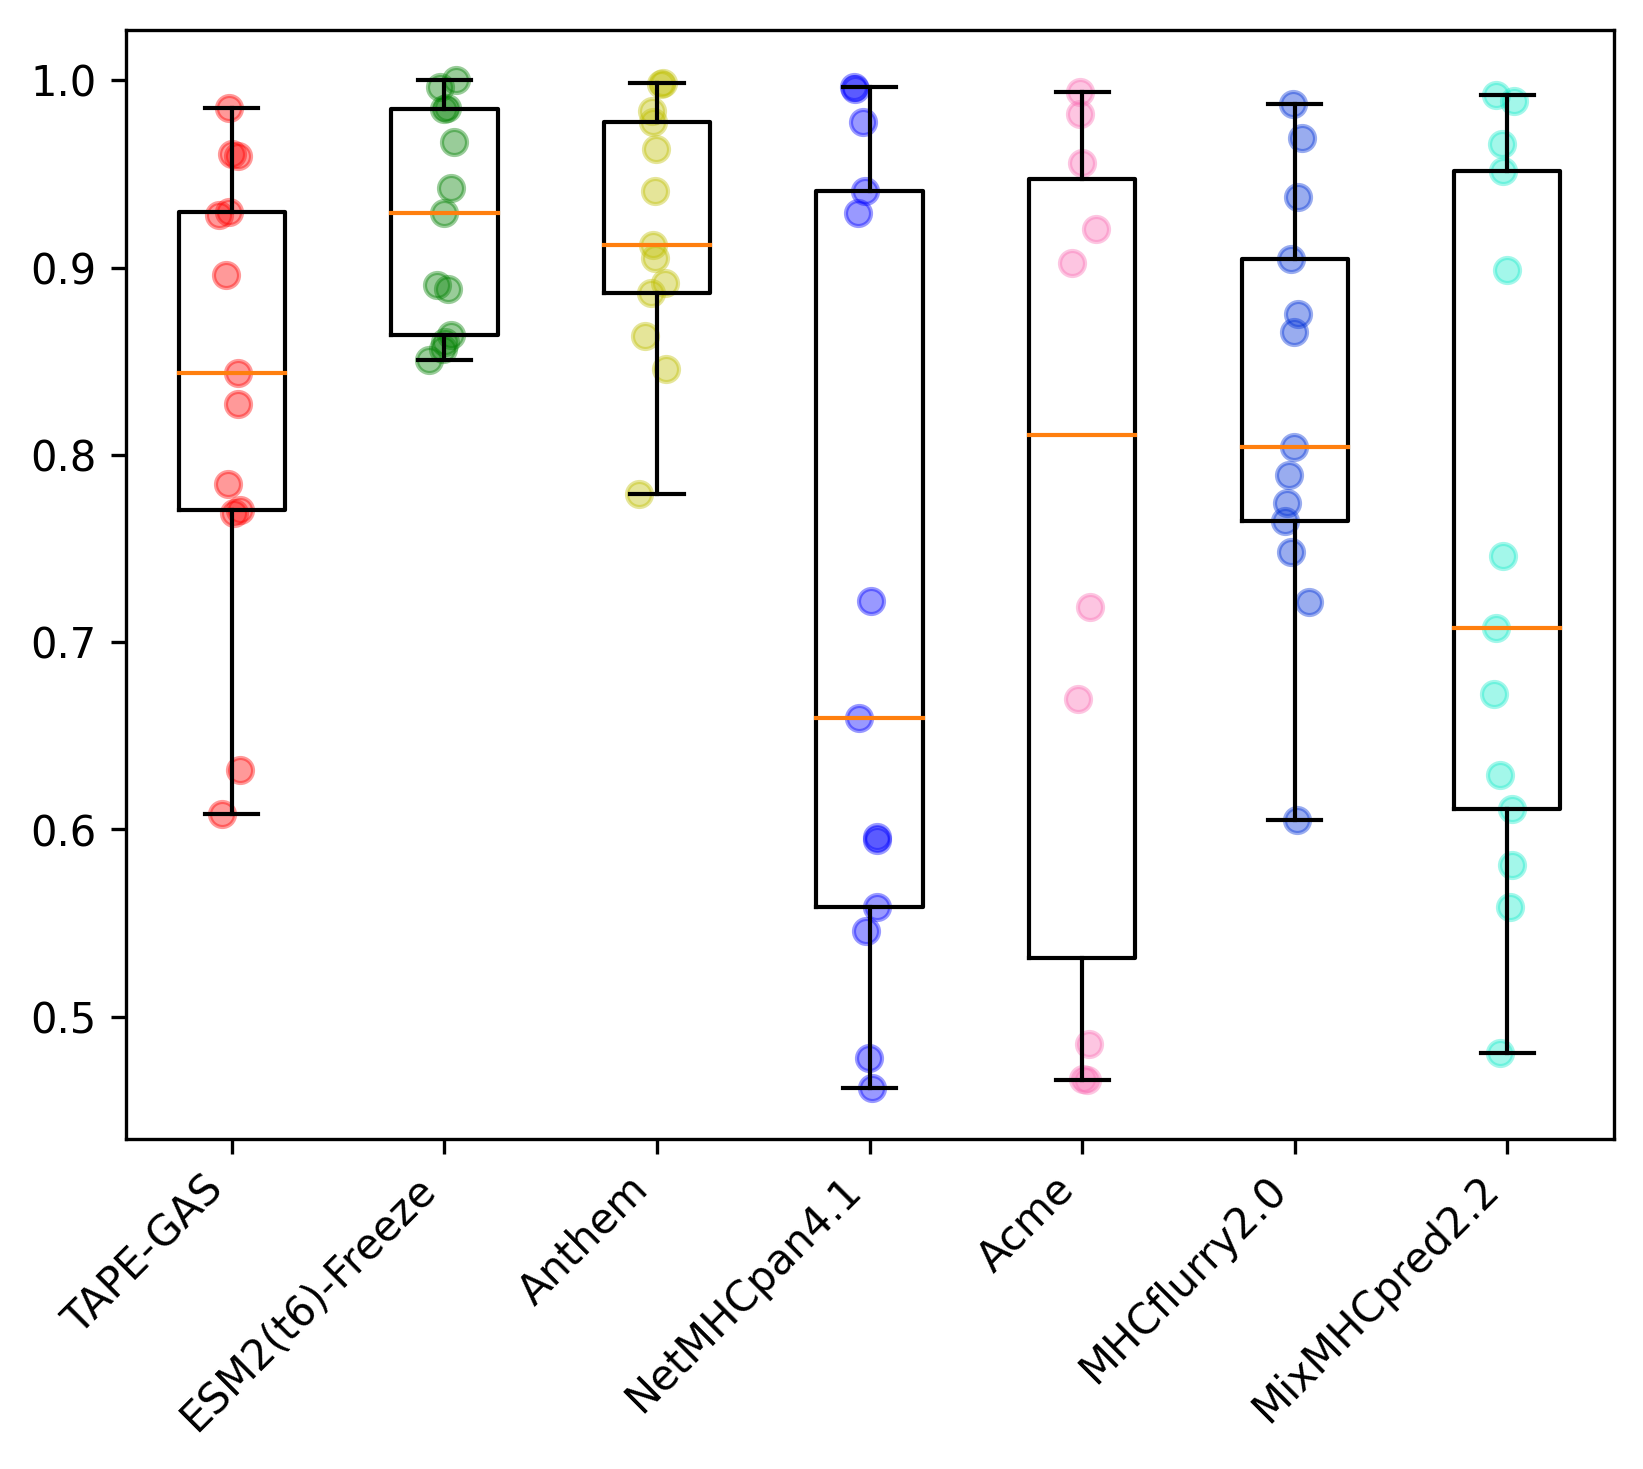 1.0
0.9
0.8
0.7
0.6
0.5
TAPE-GAS
ESM2(t6)-Freeze
Anthem
NetMHCpan4.1
Acme
MHCflurry2.0
MixMHCpred2.2